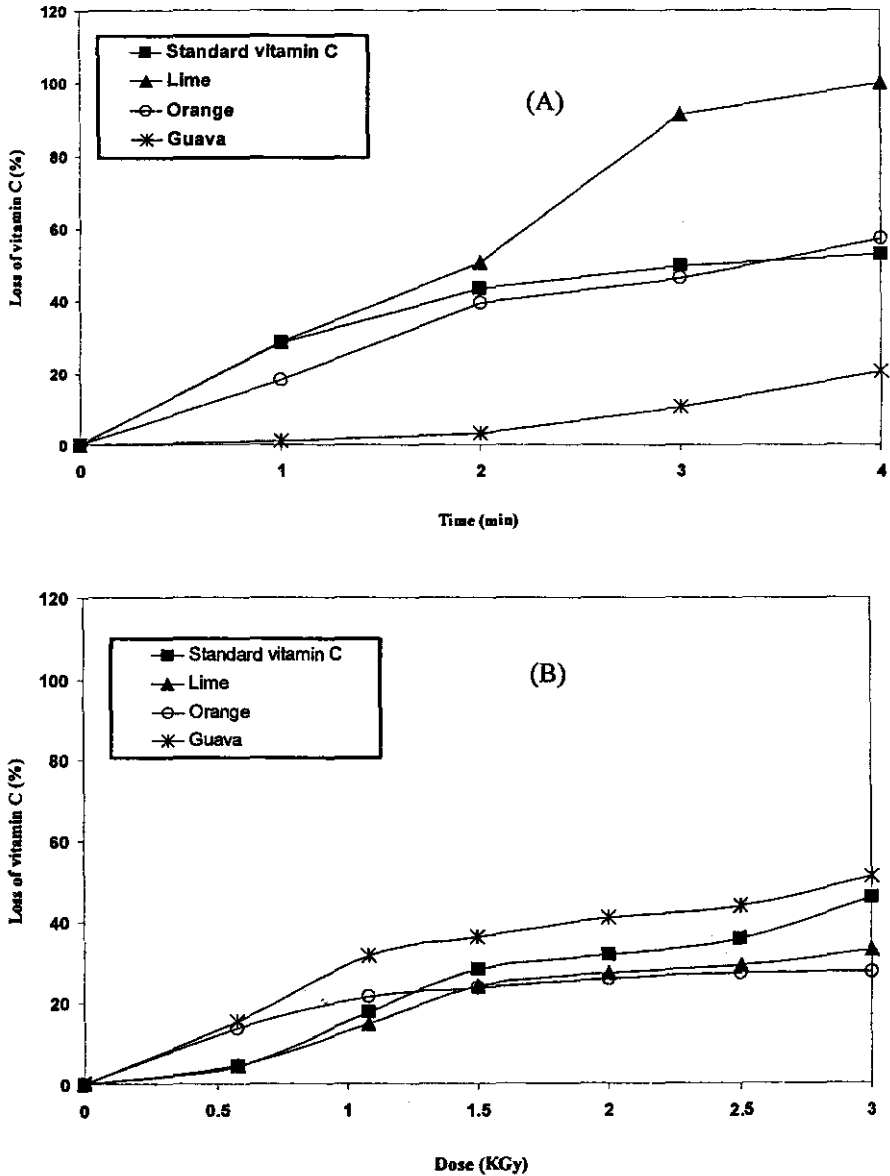 120
100
80
60
40
20
0
Loss of vitamin C (%)
Standard vitamin C
Lime
Orange
Guava
(A)
0 1 2 3 4
Time (min)
120
100
80
60
40
20
0
Loss of vitamin C (%)
Standard vitamin C
Lime
Orange
Guava
(B)
0 0.5 1 1.5 2 2.5 3
Dose (KGy)